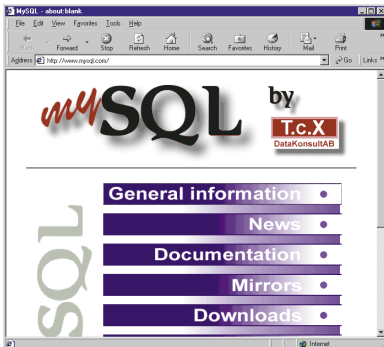 MySQL - about:blank
File Edit View Favorites Tools Help
Back Forward Stop Refresh Home Search Favorites History Mail Print »
Address http://www.mysql.com/ Go Links »
mySQL by
T.c.X
DataKonsultAB
General information
News
Documentation
Mirrors
Downloads
SQL
Internet